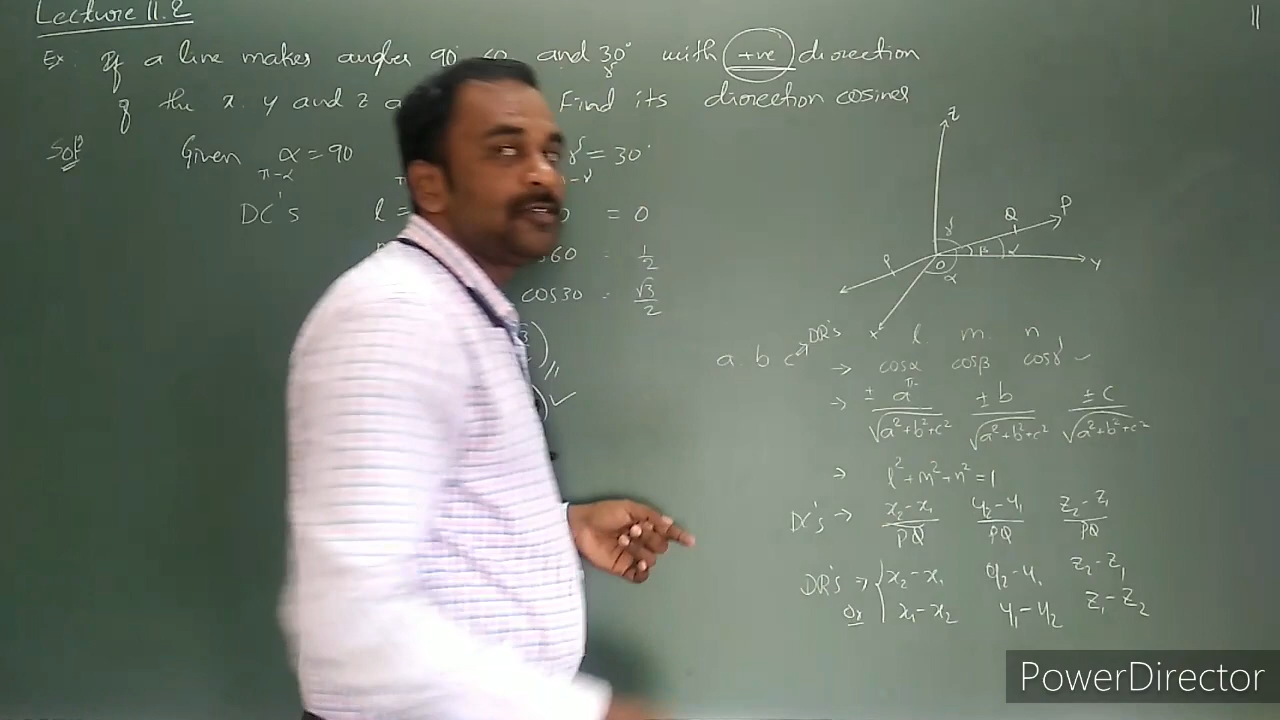 Lecture 11.2
11
Ex: If a line makes angles 90° 60 and 30° with +ve direction
γ
of the x. y and z a Find its direction cosines
Sol Given α = 90 γ = 30°
π-α π -γ
DC's l = 0 = 0
s60 = 1/2
cos30 = √3/2
z
P
Q
γ
β α
O
y
P
α
x
DR's l m. n
a. b c
→ cosα cosβ cosγ
→ ± a/√a²+b²+c² ± b/√a²+b²+c² ± c/√a²+b²+c²
→ l²+m²+n² = 1
DC's → x₂-x₁/PQ y₂-y₁/PQ z₂-z₁/PQ
DR's ⇒ x₂-x₁ y₂-y₁ z₂-z₁
Or x₁-x₂ y₁-y₂ z₁-z₂
PowerDirector